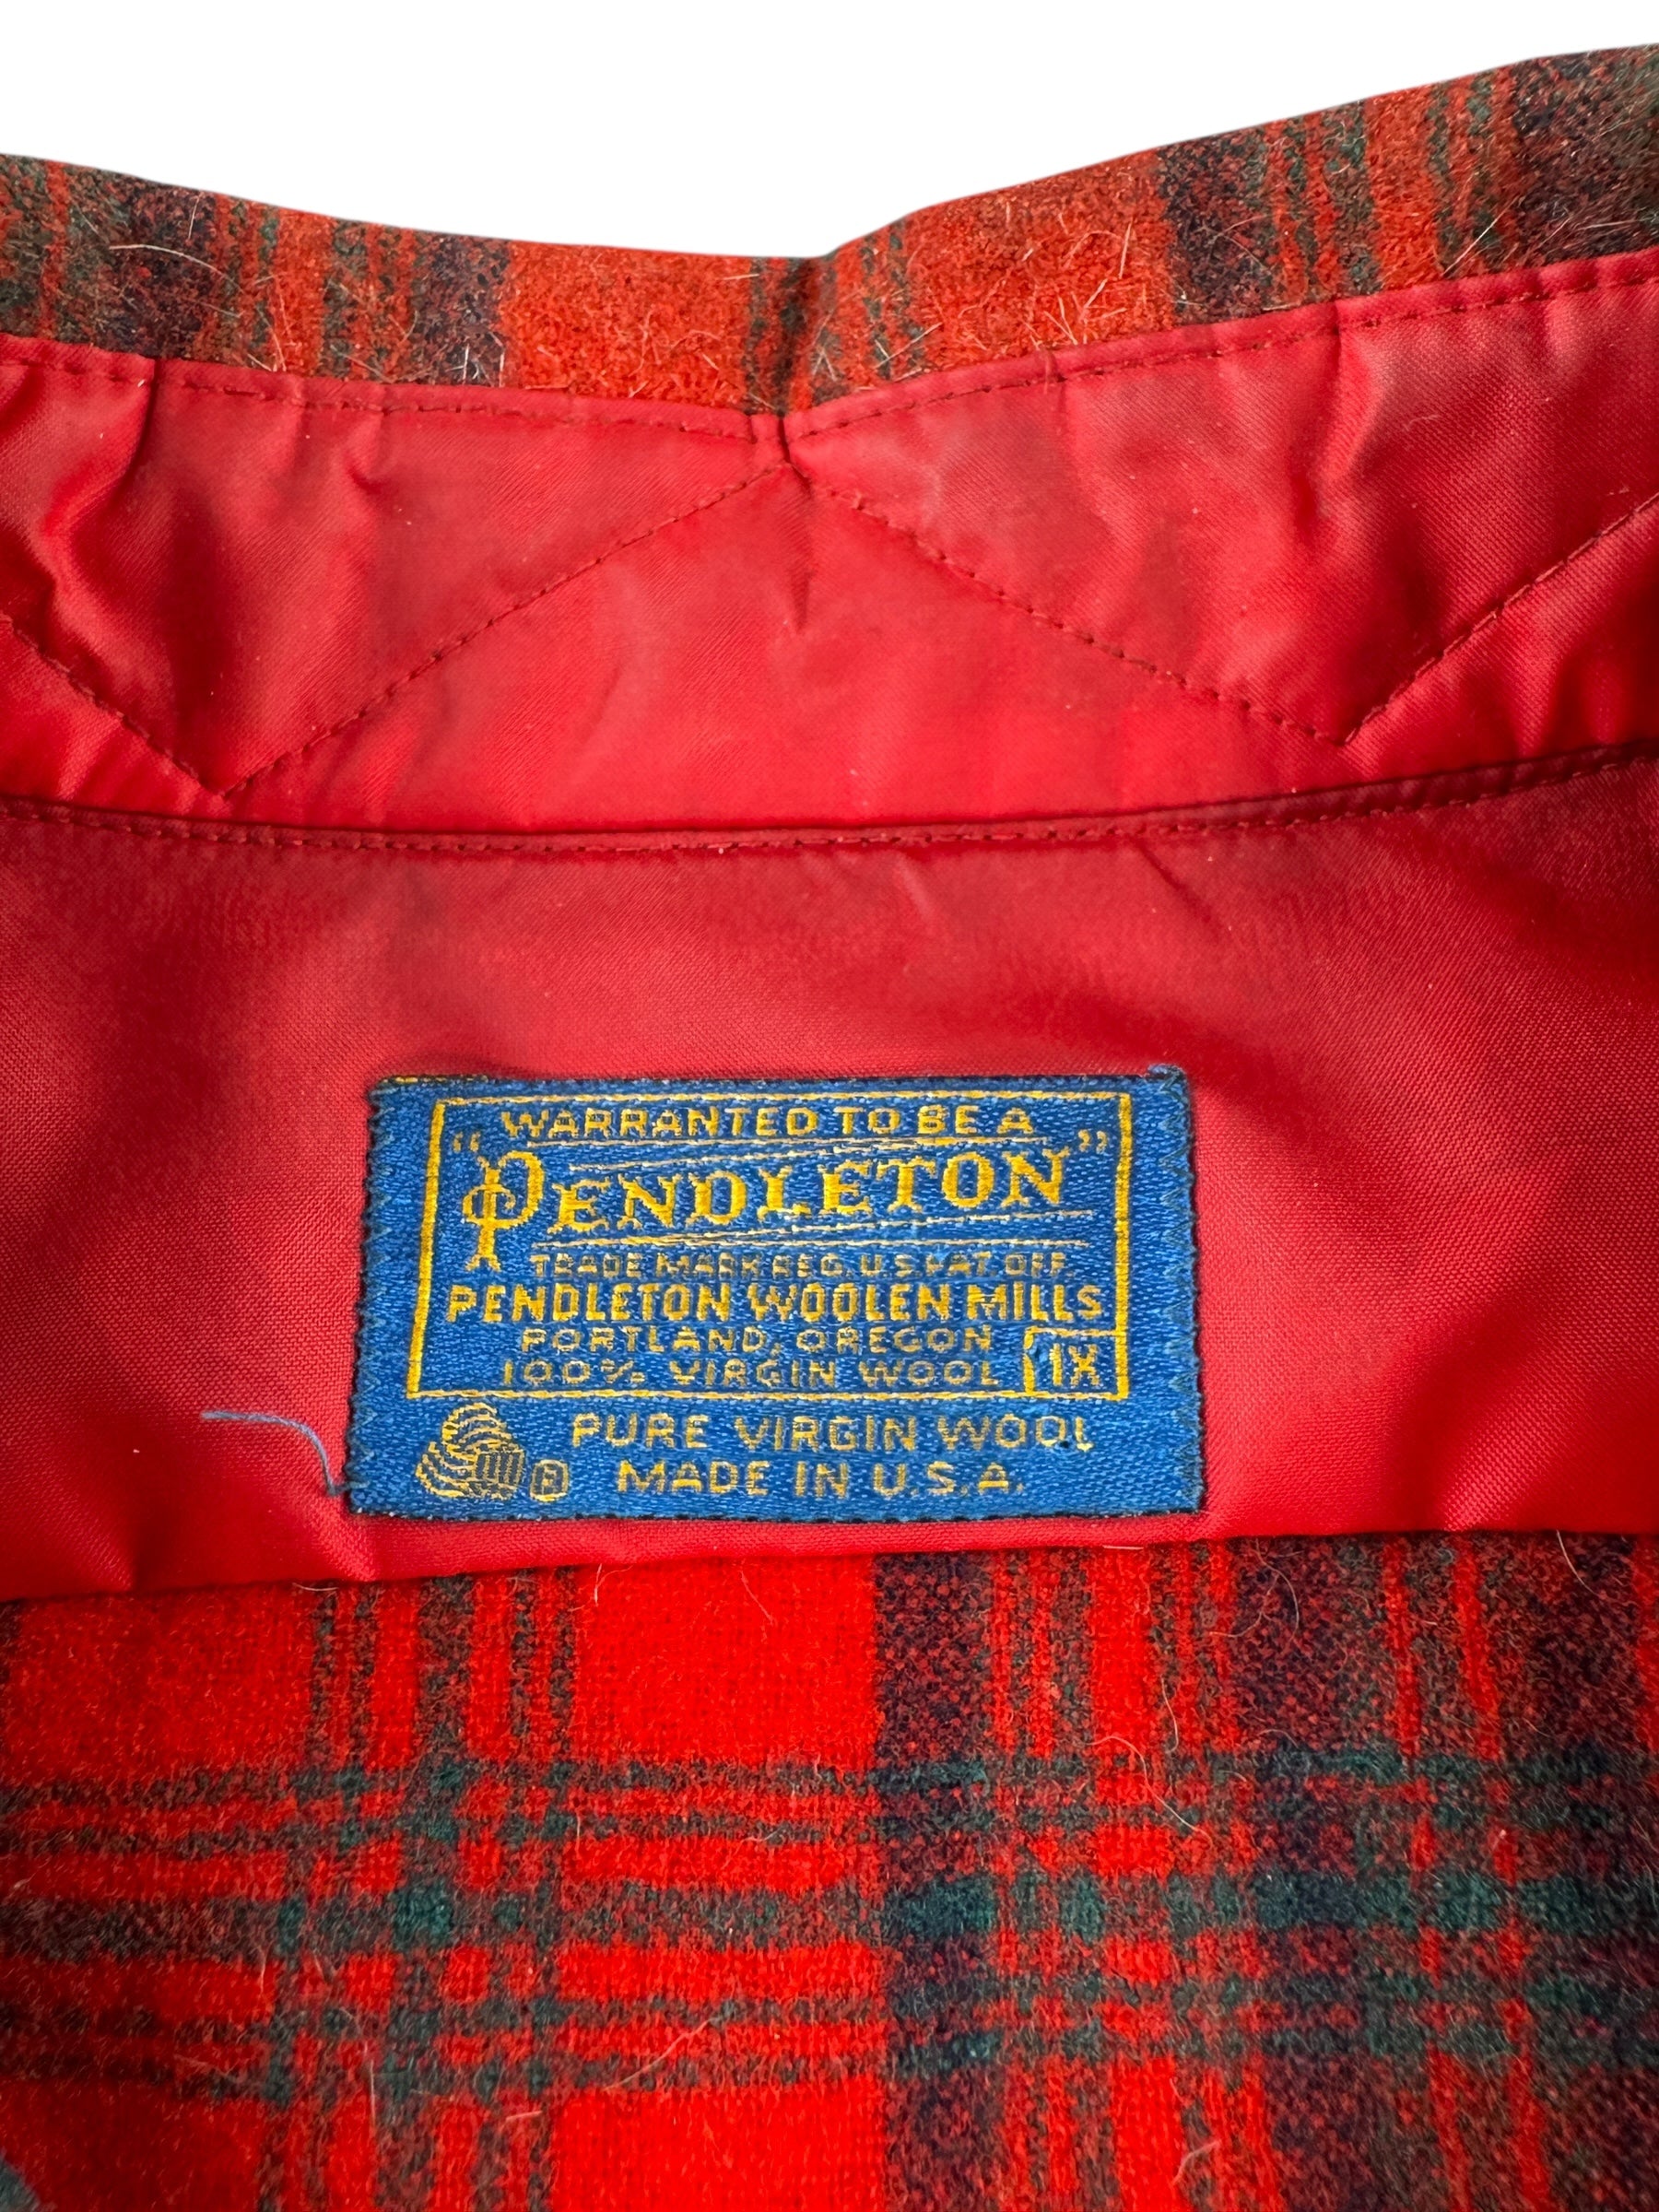 WARRANTED TO BE A
"PENDLETON"
TRADE MARK REG. U.S. PAT. OFF.
PENDLETON WOOLEN MILLS
PORTLAND, OREGON
100% VIRGIN WOOL 1X
PURE VIRGIN WOOL
® MADE IN U.S.A.